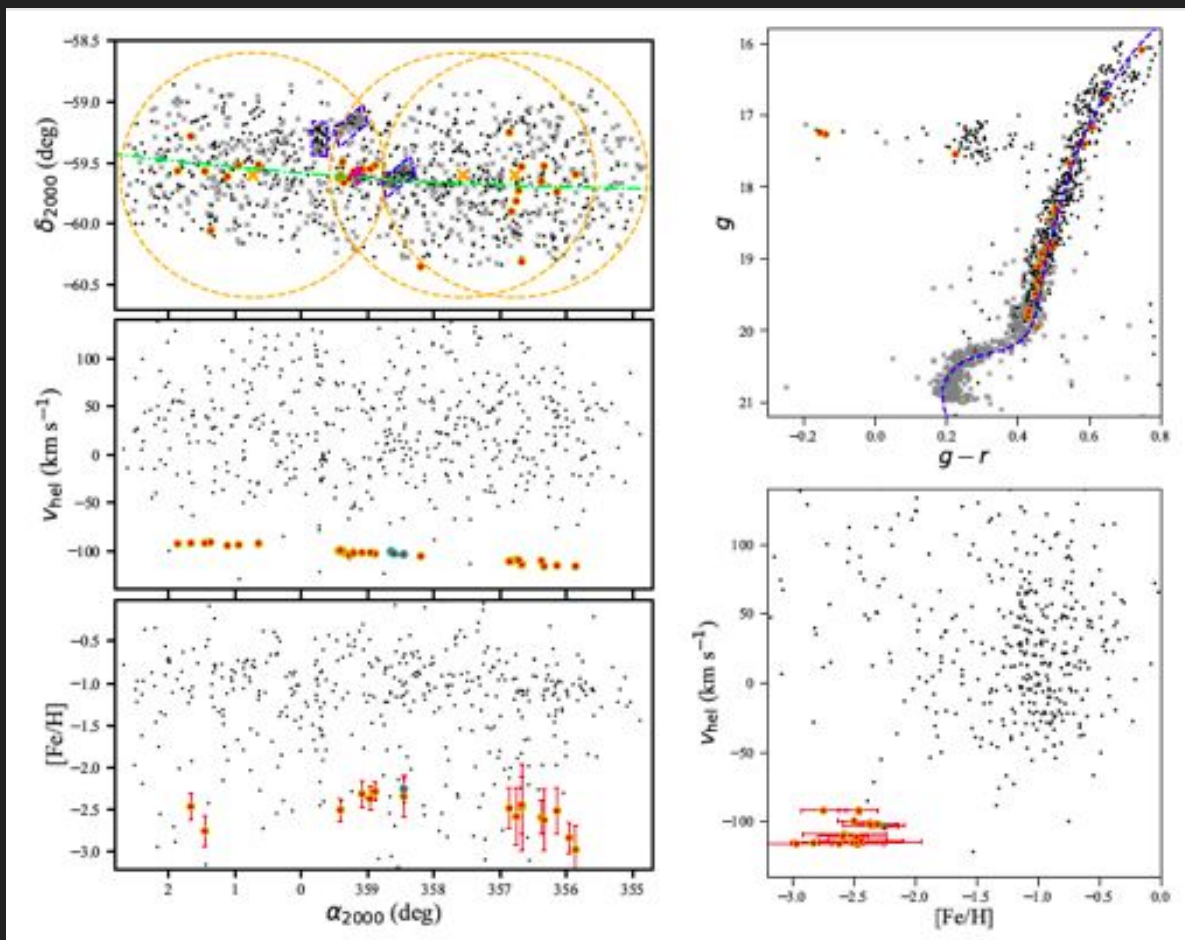 −58.5
−59.0
−59.5
−60.0
−60.5
δ2000 (deg)
100
50
0
−50
−100
vhel (km s−1)
−0.5
−1.0
−1.5
−2.0
−2.5
−3.0
[Fe/H]
2 1 0 359 358 357 356 355
α2000 (deg)
16
17
18
19
20
21
g
−0.2 0.0 0.2 0.4 0.6 0.8
g − r
100
50
0
−50
−100
vhel (km s−1)
−3.0 −2.5 −2.0 −1.5 −1.0 −0.5 0.0
[Fe/H]